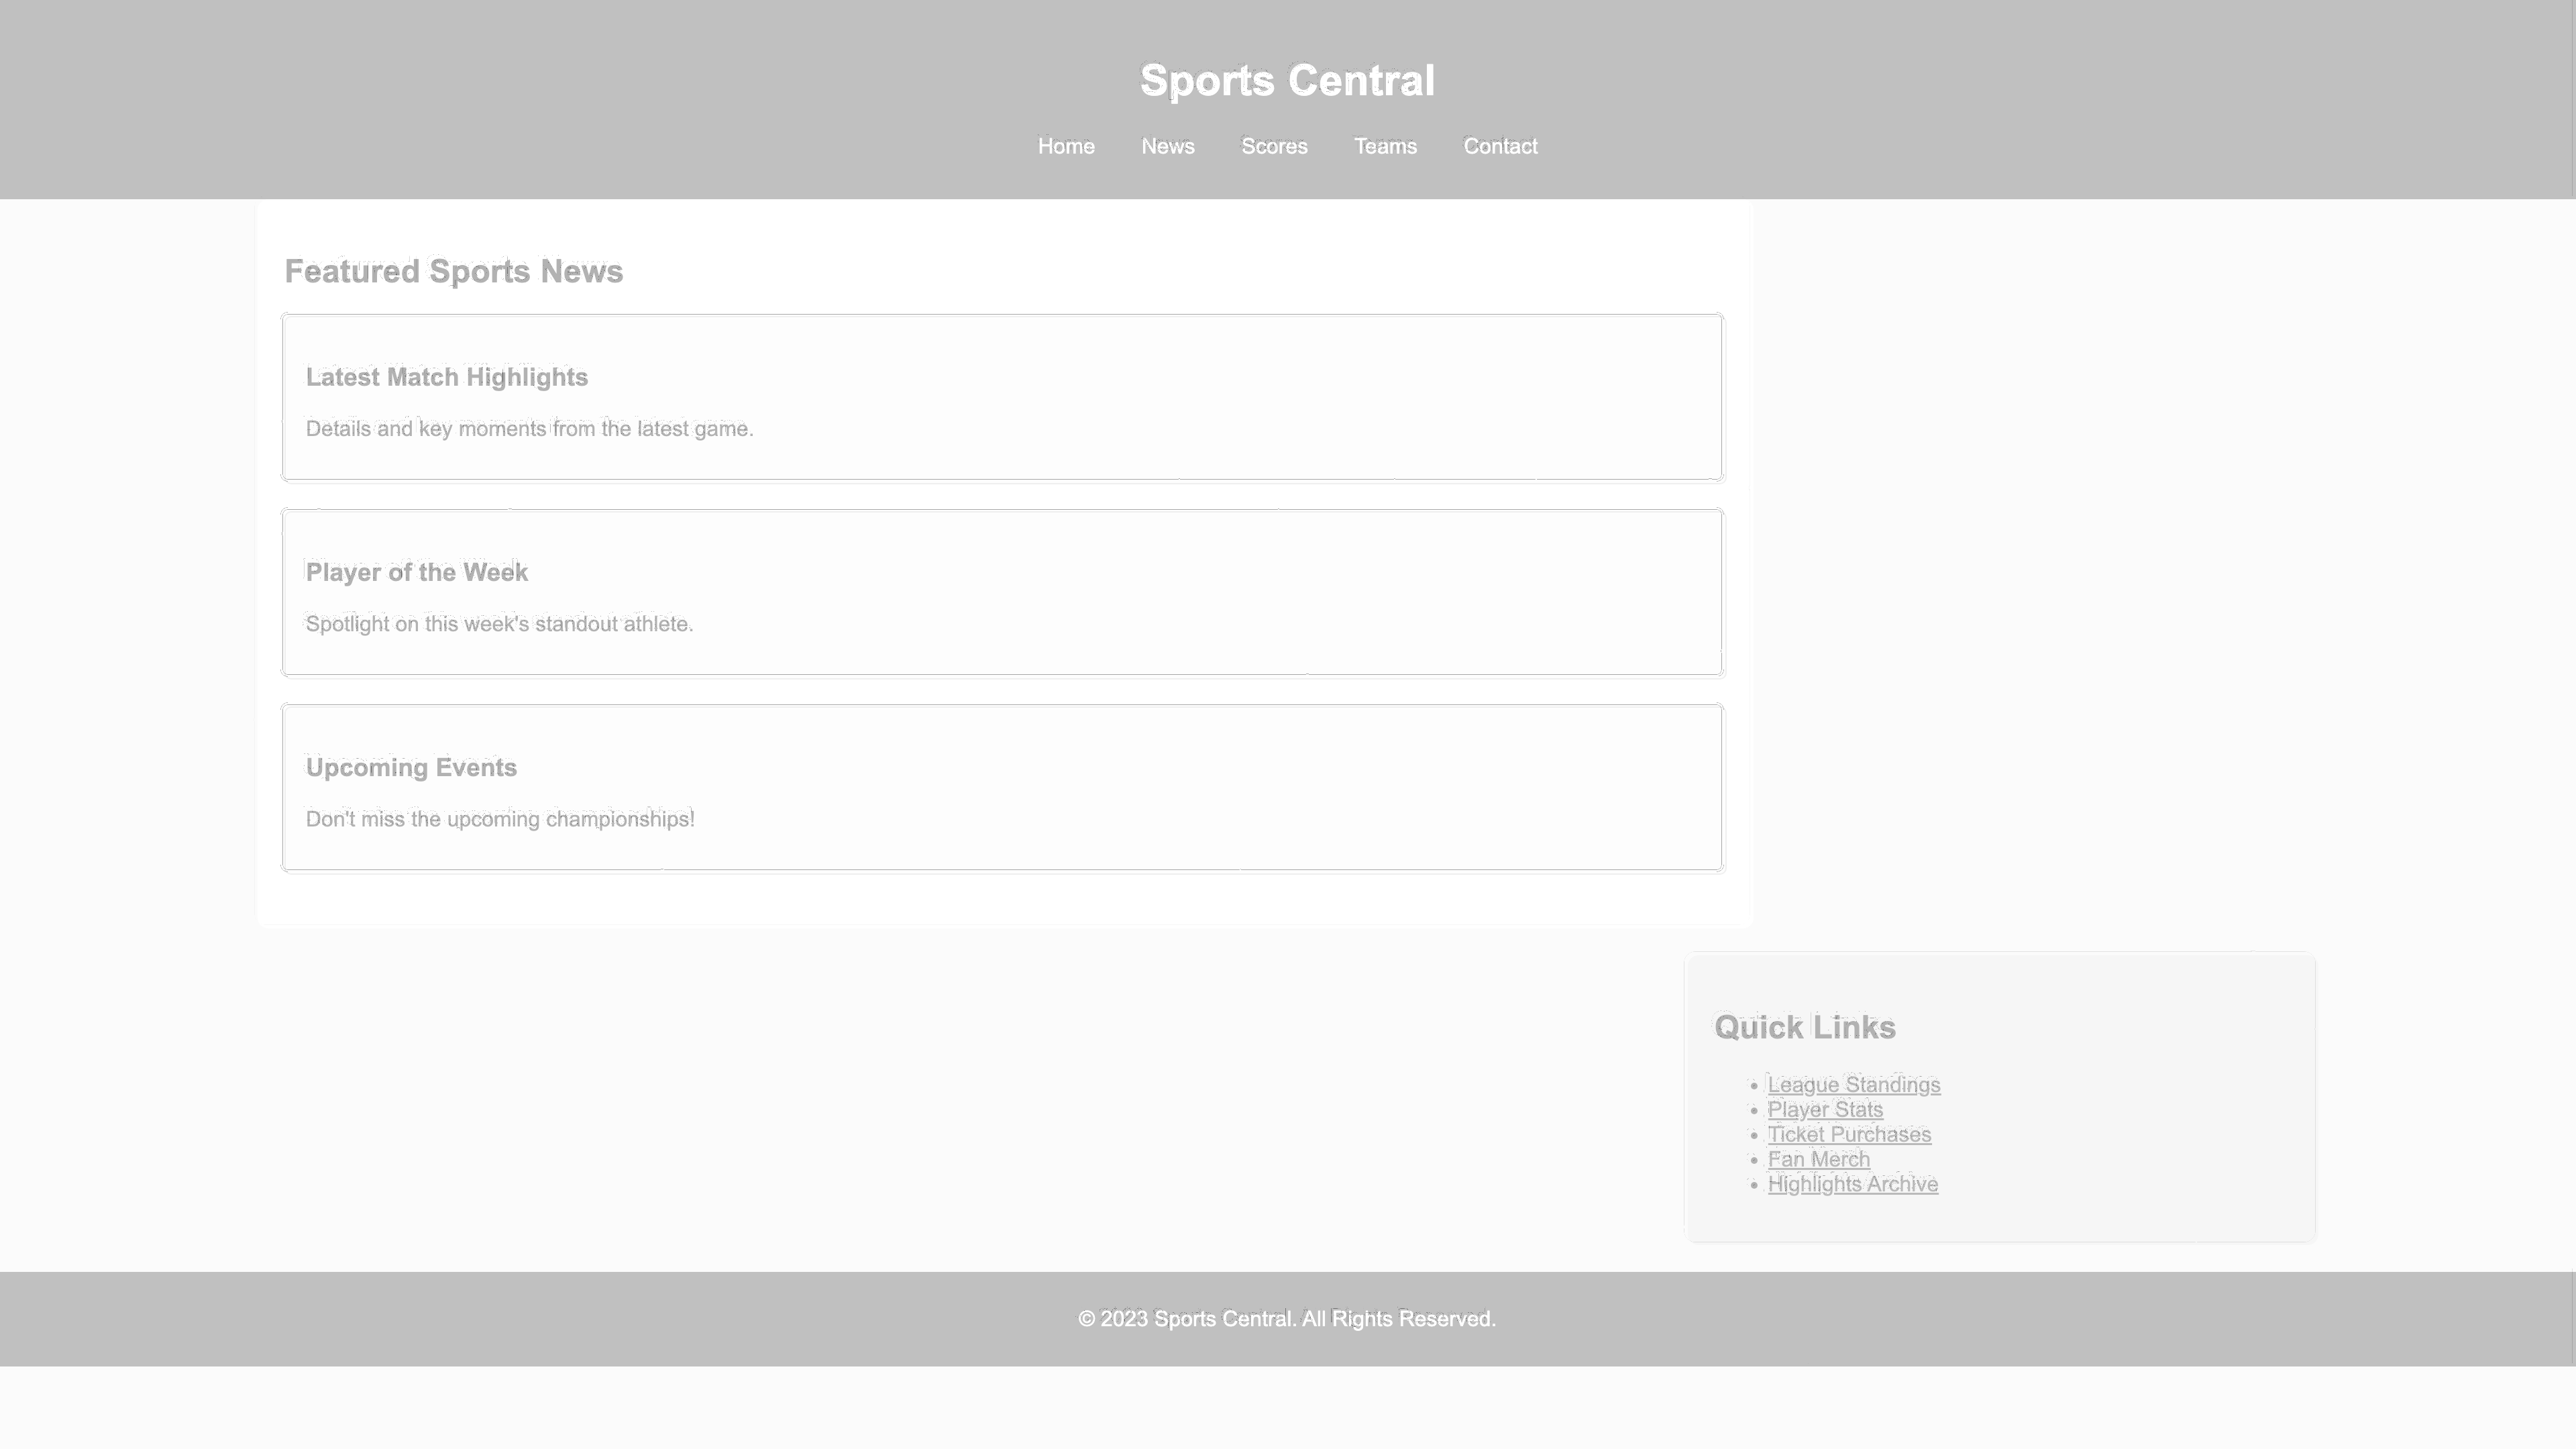 Sports Central
Home News Scores Teams Contact
Featured Sports News
Latest Match Highlights
Details and key moments from the latest game.
Player of the Week
Spotlight on this week's standout athlete.
Upcoming Events
Don't miss the upcoming championships!
Quick Links
• League Standings
• Player Stats
• Ticket Purchases
• Fan Merch
• Highlights Archive
© 2023 Sports Central. All Rights Reserved.